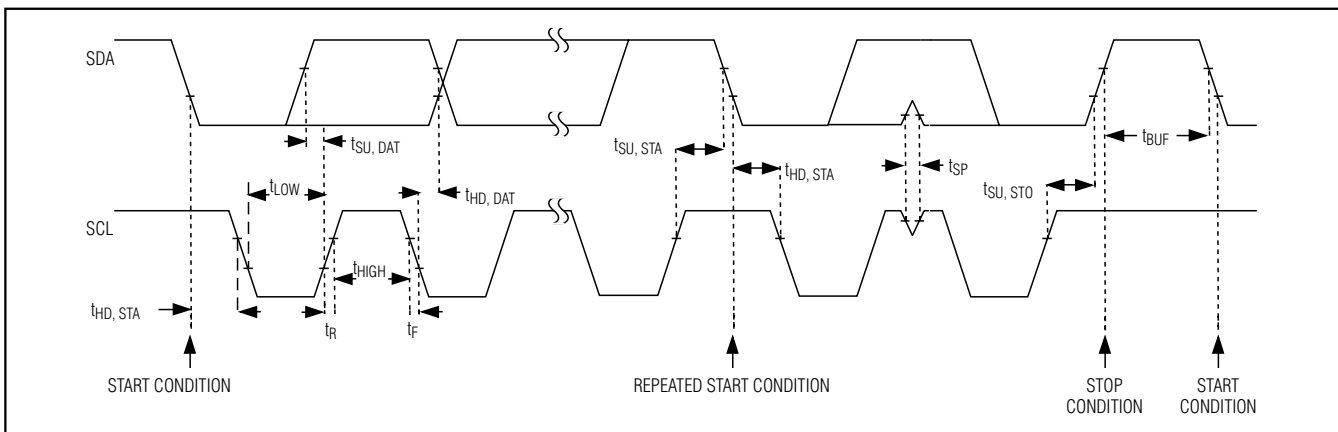 SDA
tSU, DAT
tSU, STA
tHD, STA
tSP
tBUF
tSU, STO
tLOW
tHD, DAT
SCL
tHIGH
tHD, STA
tR
tF
START CONDITION
REPEATED START CONDITION
STOP
CONDITION
START
CONDITION